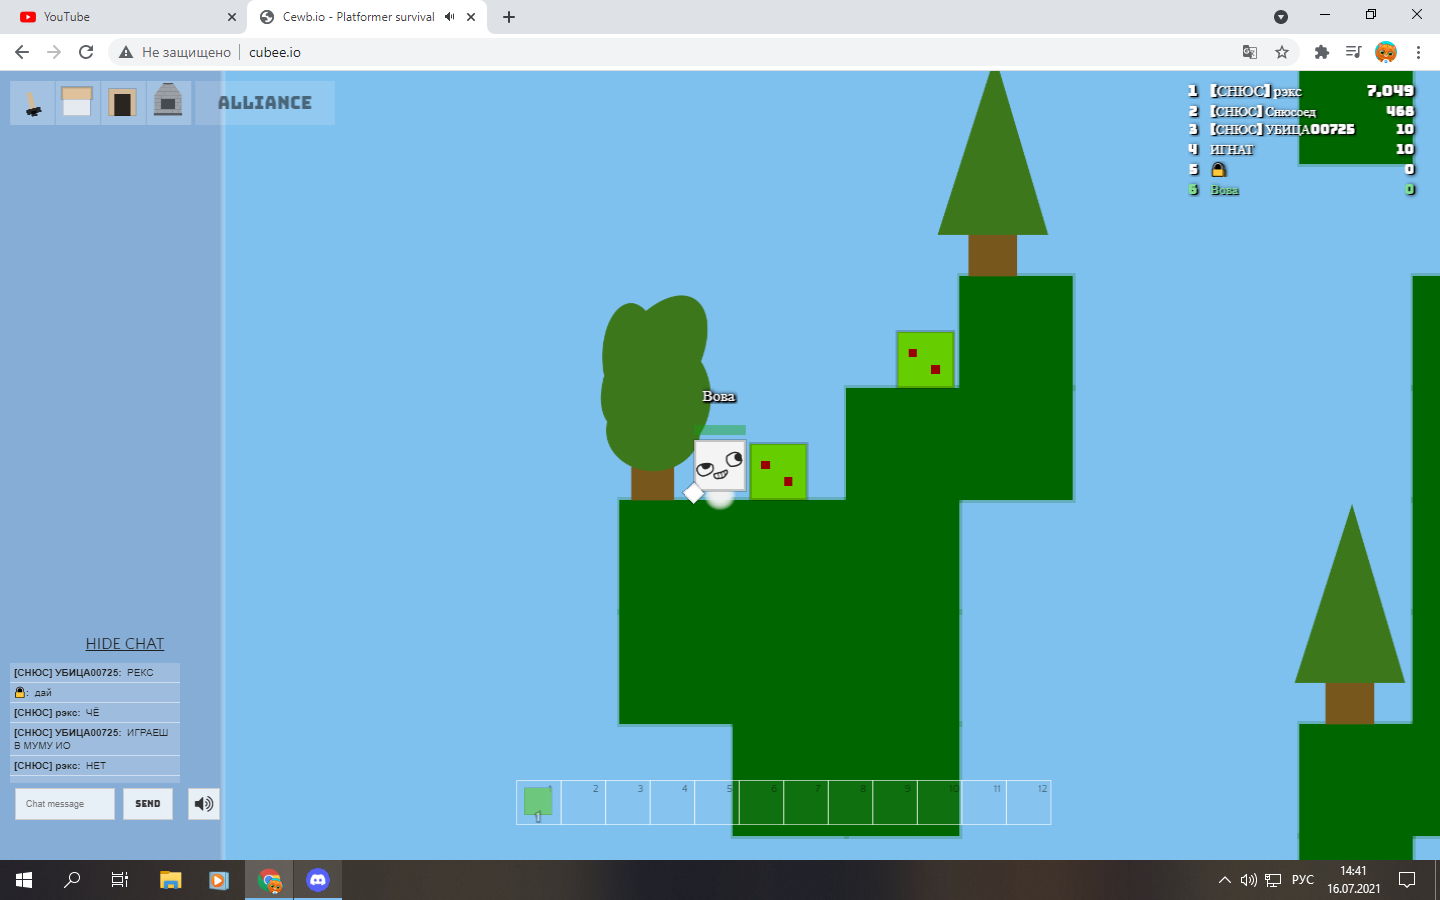 YouTube
Cewb.io - Platformer survival
Не защищено
cubee.io
ALLIANCE
1 [СНЮС] рэкс 7,049
2 [СНЮС] Снюсоед 468
3 [СНЮС] УБИЦА00725 10
4 ИГНАТ 10
5 🔒 0
6 Вова 0
Вова
HIDE CHAT
[СНЮС] УБИЦА00725: РЕКС
🔒: дай
[СНЮС] рэкс: ЧЁ
[СНЮС] УБИЦА00725: ИГРАЕШ
В МУМУ ИО
[СНЮС] рэкс: НЕТ
Chat message
SEND
1 2 3 4 5 6 7 8 9 10 11 12
1
РУС
14:41
16.07.2021